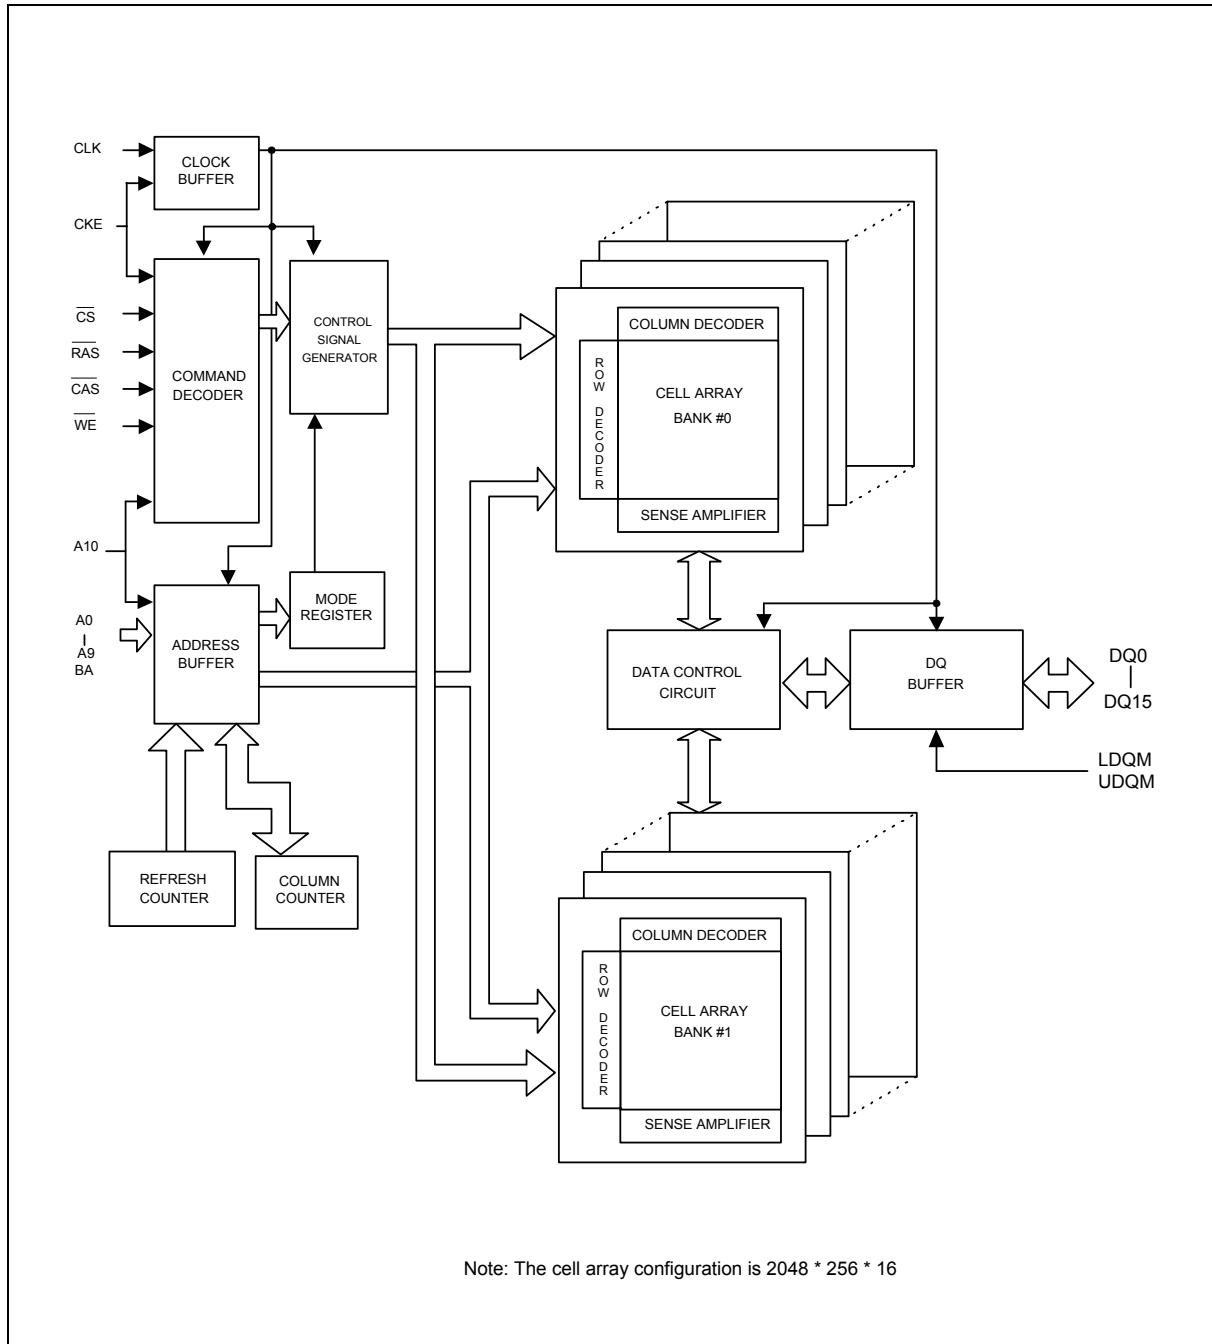 CLK
CLOCK
BUFFER
CKE
CS
RAS
CAS
WE
COMMAND
DECODER
CONTROL
SIGNAL
GENERATOR
A10
A0
A9
BA
ADDRESS
BUFFER
MODE
REGISTER
REFRESH
COUNTER
COLUMN
COUNTER
COLUMN DECODER
ROW DECODER
CELL ARRAY
BANK #0
SENSE AMPLIFIER
DATA CONTROL
CIRCUIT
DQ
BUFFER
DQ0
DQ15
LDQM
UDQM
COLUMN DECODER
ROW DECODER
CELL ARRAY
BANK #1
SENSE AMPLIFIER
Note: The cell array configuration is 2048 * 256 * 16